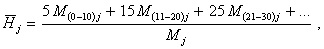 H̅_j = (5 M_(0−10)j + 15 M_(11−20)j + 25 M_(21−30)j + ...) / M_j ,